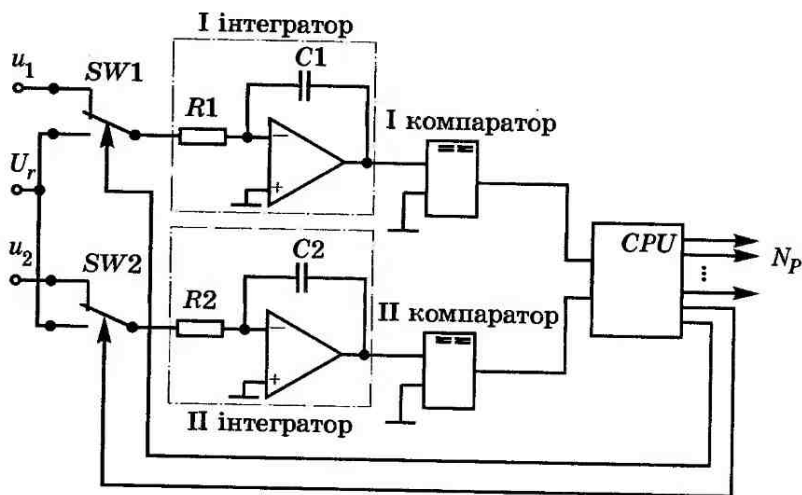 I інтегратор
u1
SW1
C1
R1
I компаратор
Ur
CPU
NP
u2
SW2
C2
R2
II компаратор
II інтегратор